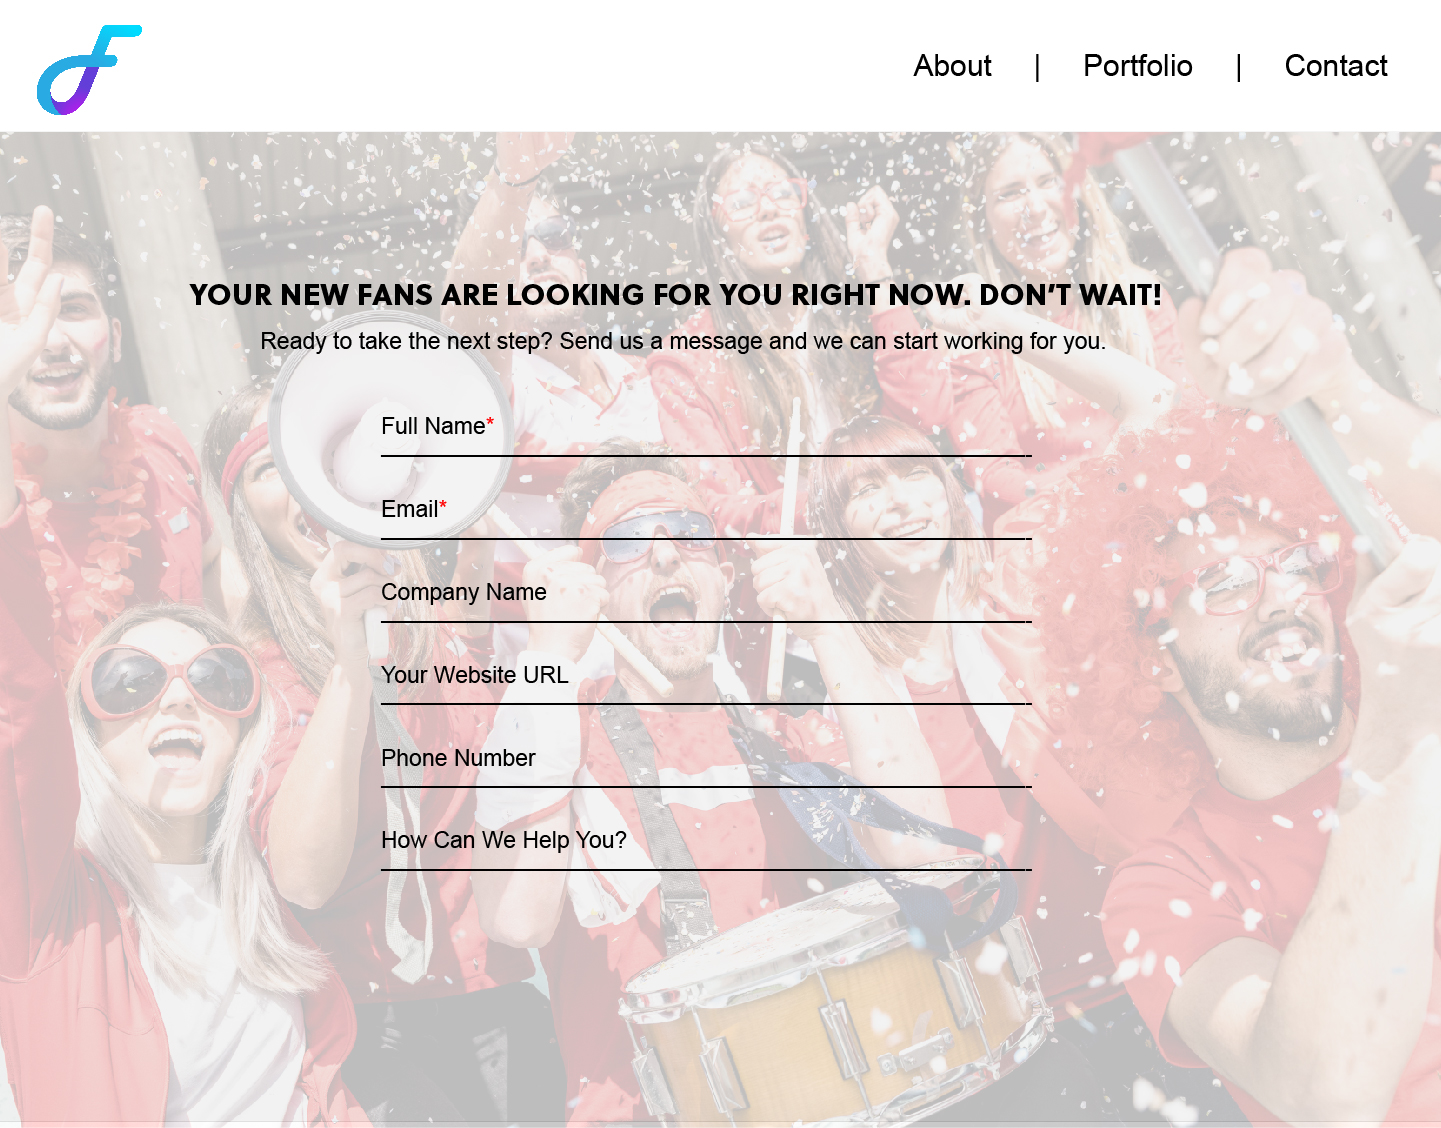 About | Portfolio | Contact
YOUR NEW FANS ARE LOOKING FOR YOU RIGHT NOW. DON'T WAIT!
Ready to take the next step? Send us a message and we can start working for you.
Full Name*
Email*
Company Name
Your Website URL
Phone Number
How Can We Help You?